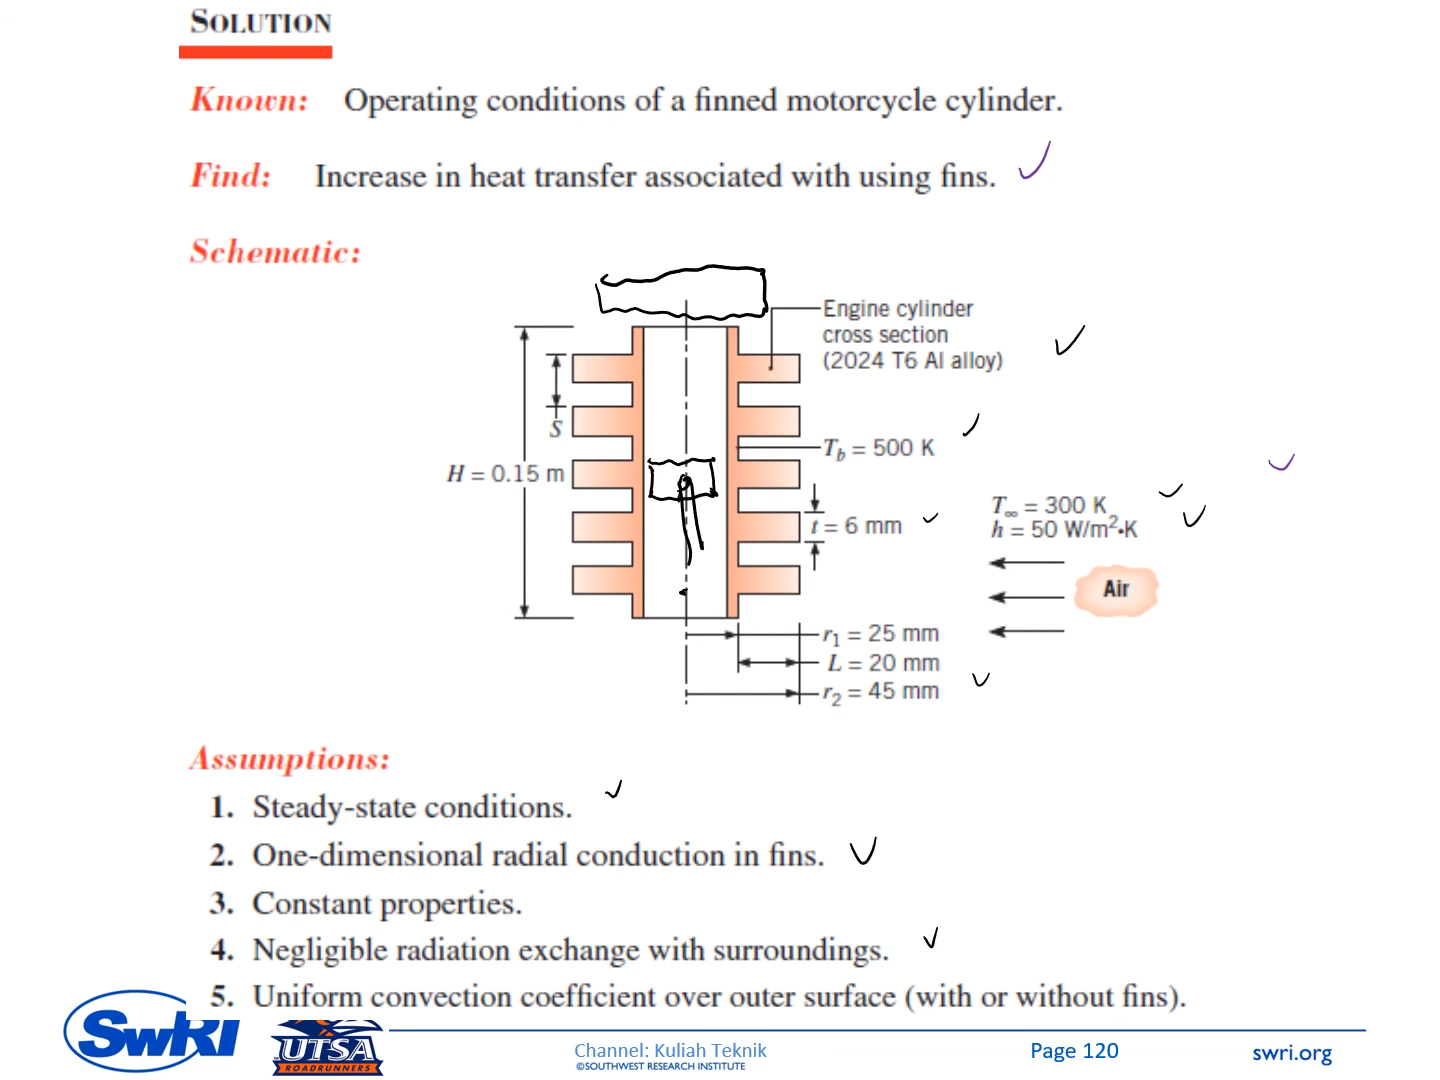 SOLUTION
Known: Operating conditions of a finned motorcycle cylinder.
Find: Increase in heat transfer associated with using fins.
Schematic:
Engine cylinder
cross section
(2024 T6 Al alloy)
S
T_b = 500 K
H = 0.15 m
T_∞ = 300 K
h = 50 W/m²•K
t = 6 mm
Air
r₁ = 25 mm
L = 20 mm
r₂ = 45 mm
Assumptions:
1. Steady-state conditions.
2. One-dimensional radial conduction in fins.
3. Constant properties.
4. Negligible radiation exchange with surroundings.
5. Uniform convection coefficient over outer surface (with or without fins).
SwRI
UTSA
ROADRUNNERS
Channel: Kuliah Teknik
©SOUTHWEST RESEARCH INSTITUTE
Page 120
swri.org